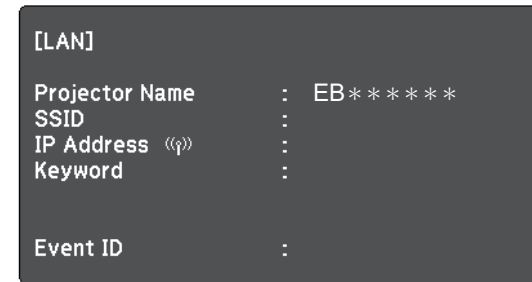 [LAN]
Projector Name : EB＊＊＊＊＊＊
SSID :
IP Address :
Keyword :
Event ID :